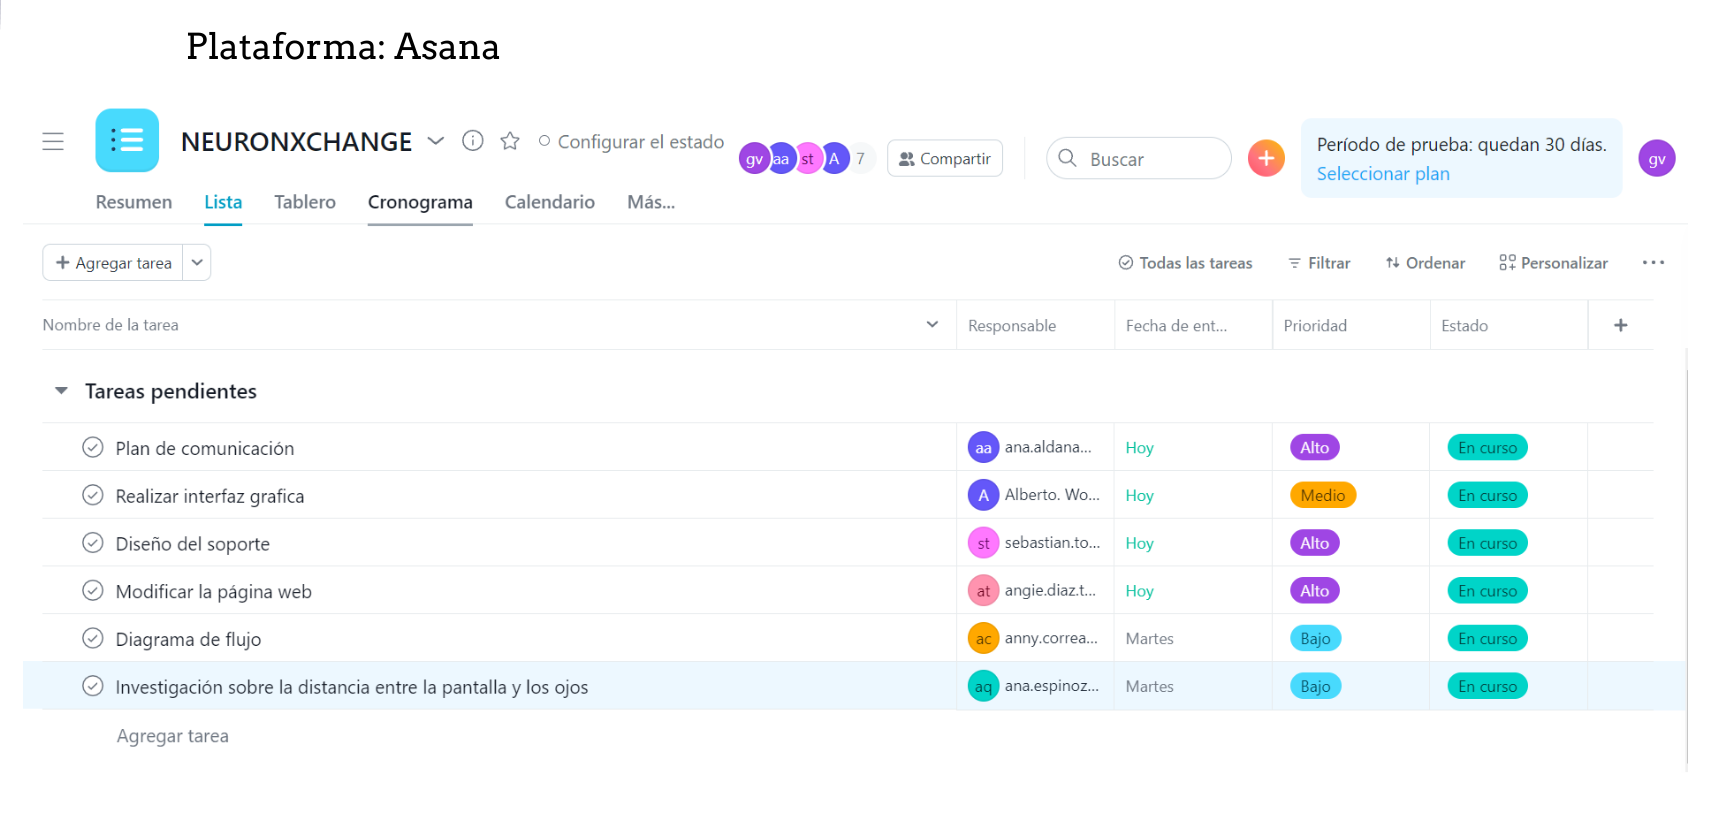 Plataforma: Asana
NEURONXCHANGE
Configurar el estado
gv aa st A 7
Compartir
Buscar
Período de prueba: quedan 30 días.
Seleccionar plan
gv
Resumen Lista Tablero Cronograma Calendario Más...
Agregar tarea
Todas las tareas Filtrar Ordenar Personalizar
Nombre de la tarea Responsable Fecha de ent... Prioridad Estado
Tareas pendientes
Plan de comunicación aa ana.aldana... Hoy Alto En curso
Realizar interfaz grafica A Alberto. Wo... Hoy Medio En curso
Diseño del soporte st sebastian.to... Hoy Alto En curso
Modificar la página web at angie.diaz.t... Hoy Alto En curso
Diagrama de flujo ac anny.correa... Martes Bajo En curso
Investigación sobre la distancia entre la pantalla y los ojos aq ana.espinoz... Martes Bajo En curso
Agregar tarea